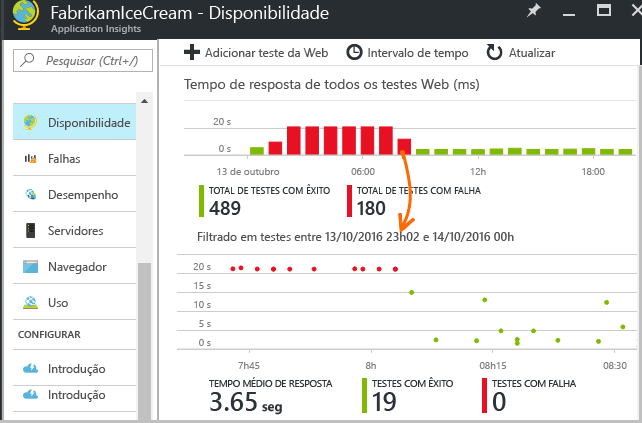 FabrikamIceCream - Disponibilidade
Application Insights
Pesquisar (Ctrl+/)
Adicionar teste da Web
Intervalo de tempo
Atualizar
Disponibilidade
Falhas
Desempenho
Servidores
Navegador
Uso
CONFIGURAR
Introdução
Introdução
Tempo de resposta de todos os testes Web (ms)
20 s
0 s
13 de outubro
06:00
12h
18:00
TOTAL DE TESTES COM ÊXITO
489
TOTAL DE TESTES COM FALHA
180
Filtrado em testes entre 13/10/2016 23h02 e 14/10/2016 00h
20 s
15 s
10 s
5 s
0 s
7h45
8h
08h15
08:30
TEMPO MÉDIO DE RESPOSTA
3.65 seg
TESTES COM ÊXITO
19
TESTES COM FALHA
0